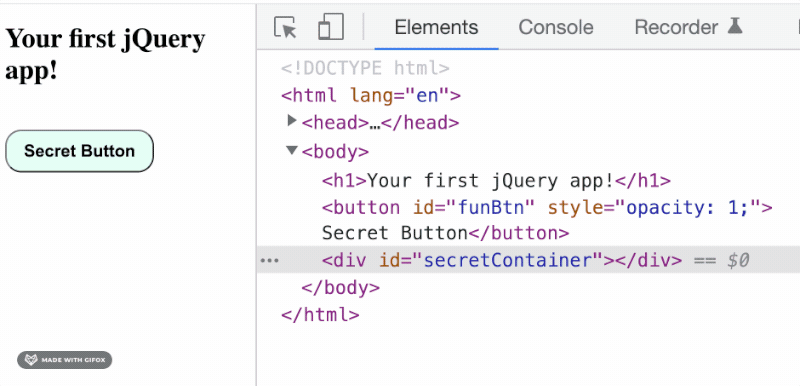 Your first jQuery
app!
Secret Button
MADE WITH GIFOX
Elements Console Recorder
<!DOCTYPE html>
<html lang="en">
<head>…</head>
<body>
<h1>Your first jQuery app!</h1>
<button id="funBtn" style="opacity: 1;">
Secret Button</button>
<div id="secretContainer"></div> == $0
</body>
</html>